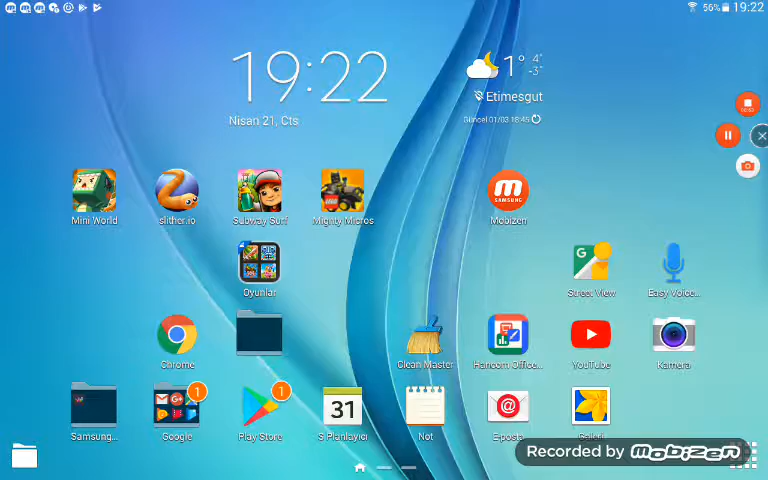 56% 19:22
19:22
Nisan 21, Cts
1° 4°
-3°
Etimesgut
Güncel 01/03 18:45
Mini World
slither.io
Subway Surf
Mighty Micros
SAMSUNG
Mobizen
Oyunlar
G
Street View
Easy Voice...
Chrome
Clean Master
Hancom Office...
YouTube
Kamera
1
1
31
Samsung...
Google
Play Store
S Planlayıcı
Not
E-posta
Galeri
Recorded by mobizen